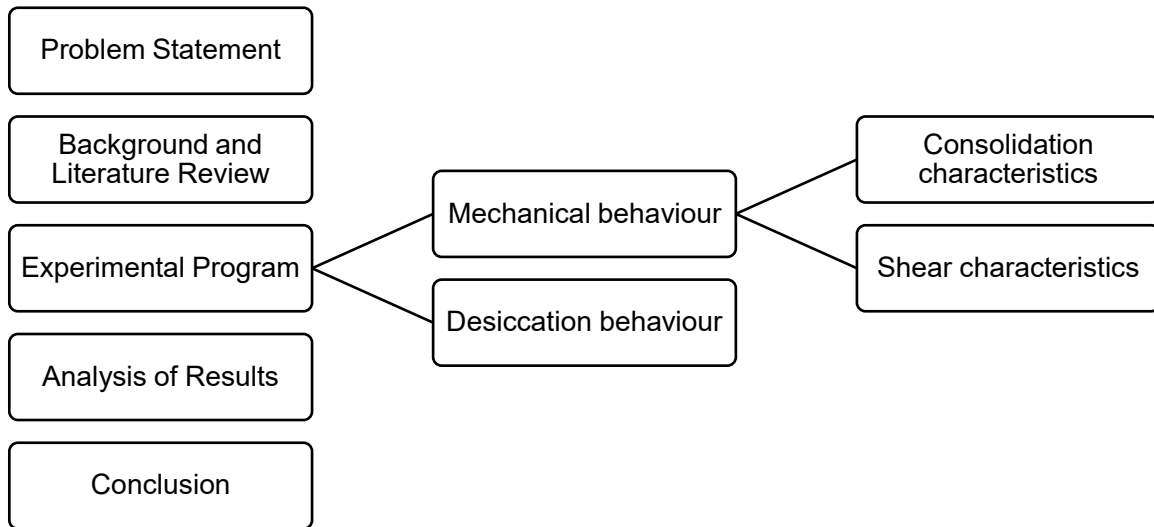 Problem Statement
Background and
Literature Review
Experimental Program
Analysis of Results
Conclusion
Mechanical behaviour
Desiccation behaviour
Consolidation
characteristics
Shear characteristics